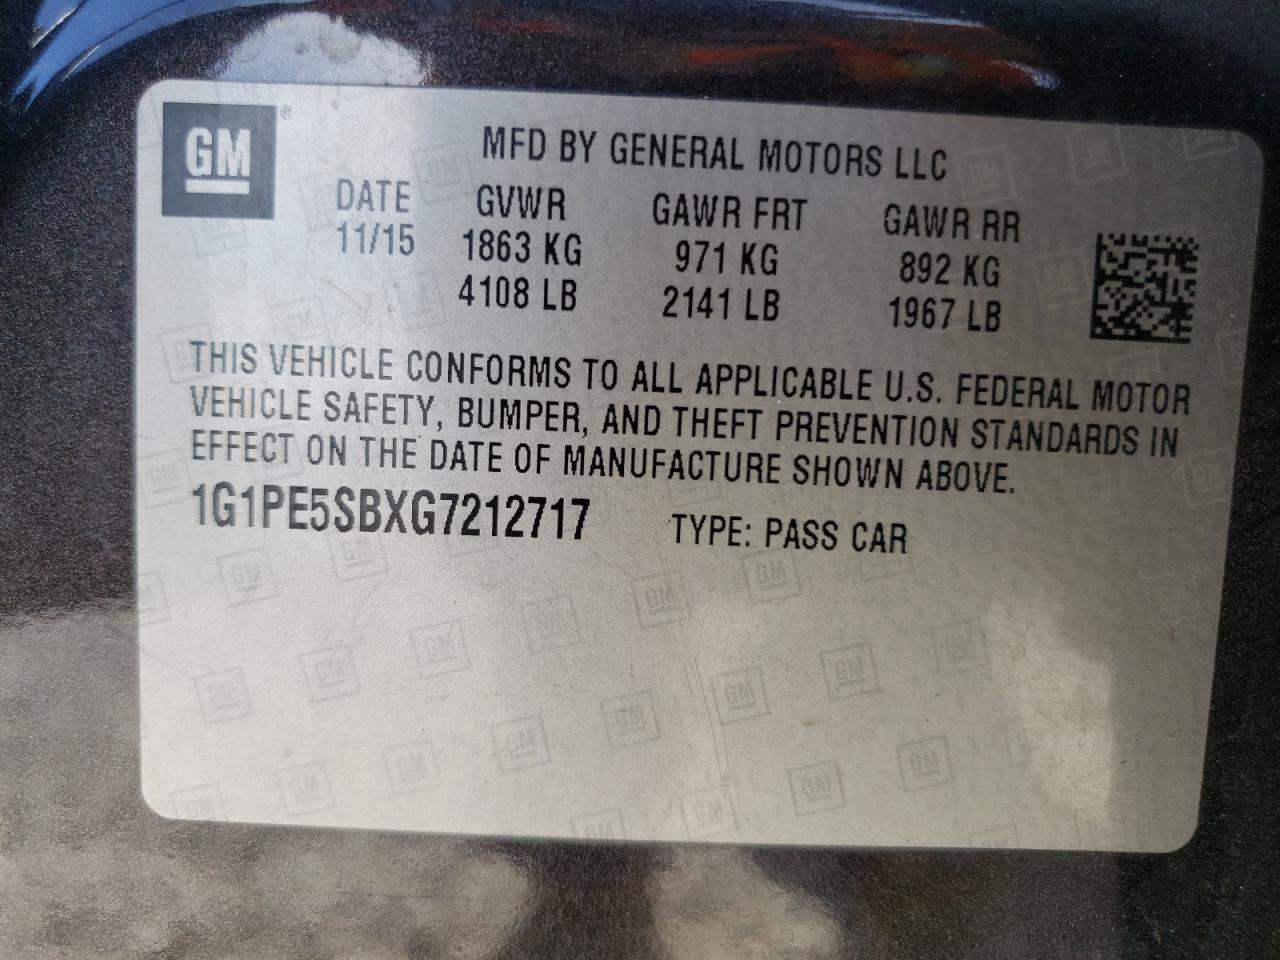 GM®
MFD BY GENERAL MOTORS LLC
DATE GVWR GAWR FRT GAWR RR
11/15 1863 KG 971 KG 892 KG
4108 LB 2141 LB 1967 LB
THIS VEHICLE CONFORMS TO ALL APPLICABLE U.S. FEDERAL MOTOR
VEHICLE SAFETY, BUMPER, AND THEFT PREVENTION STANDARDS IN
EFFECT ON THE DATE OF MANUFACTURE SHOWN ABOVE.
1G1PE5SBXG7212717 TYPE: PASS CAR